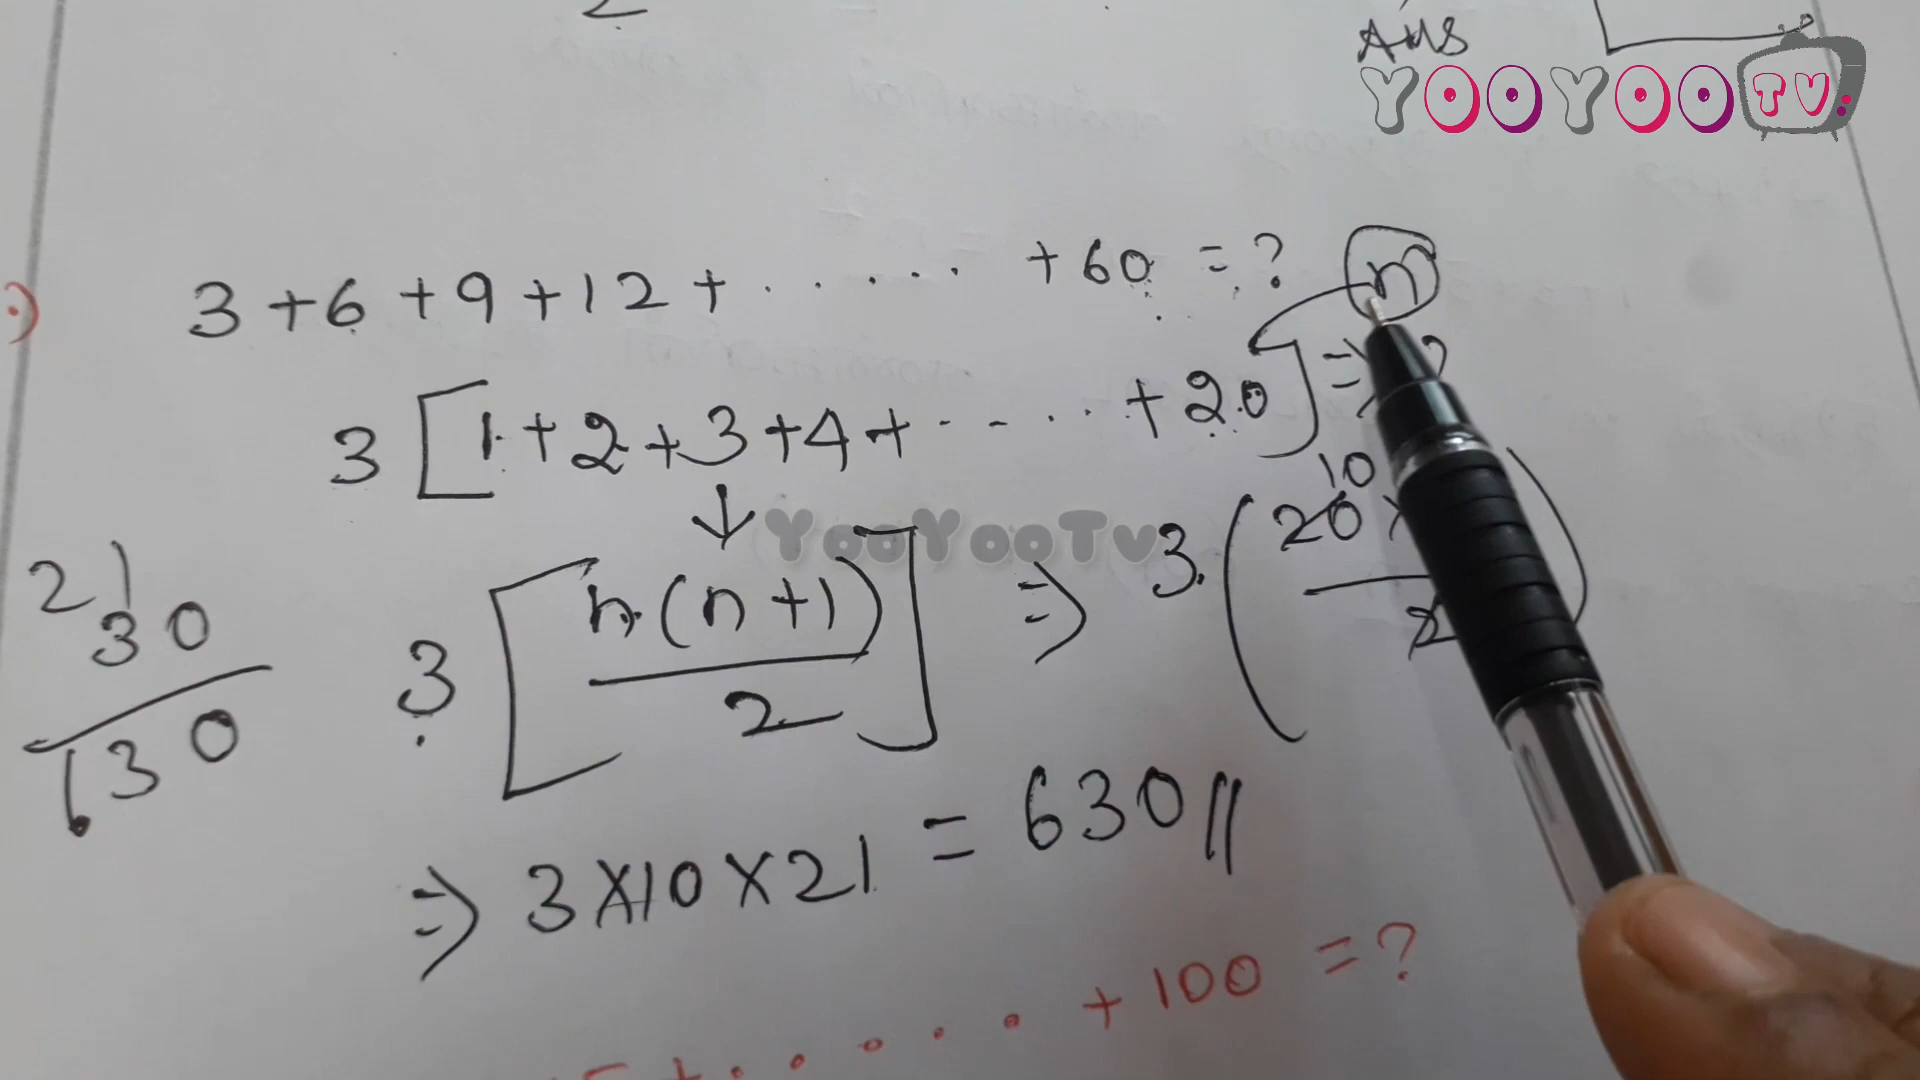 Ans
YOOYOO TV
3+6+9+12+ ..... +60 = ? n
3[1+2+3+4+ ..... +20] =>
YooYooTv
3[n(n+1)/2] => 3(20×/2)
10
21
30
630
=> 3×10×21 = 630//
+ ..... +100 = ?